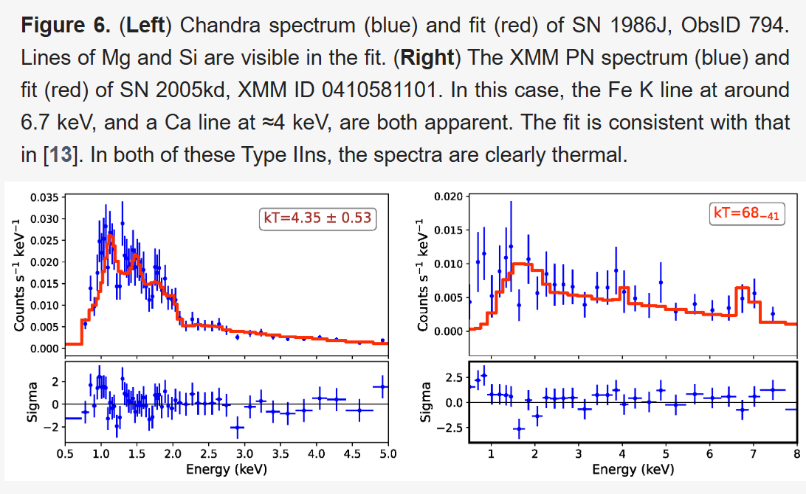 Figure 6. (Left) Chandra spectrum (blue) and fit (red) of SN 1986J, ObsID 794.
Lines of Mg and Si are visible in the fit. (Right) The XMM PN spectrum (blue) and
fit (red) of SN 2005kd, XMM ID 0410581101. In this case, the Fe K line at around
6.7 keV, and a Ca line at ≈4 keV, are both apparent. The fit is consistent with that
in [13]. In both of these Type IIns, the spectra are clearly thermal.
Counts s⁻¹ keV⁻¹
0.035
0.030
0.025
0.020
0.015
0.010
0.005
0.000
kT=4.35 ± 0.53
Sigma
2
0
−2
0.5 1.0 1.5 2.0 2.5 3.0 3.5 4.0 4.5 5.0
Energy (keV)
Counts s⁻¹ keV⁻¹
0.020
0.015
0.010
0.005
0.000
kT=68₋₄₁
Sigma
2.5
0.0
−2.5
1 2 3 4 5 6 7 8
Energy (keV)